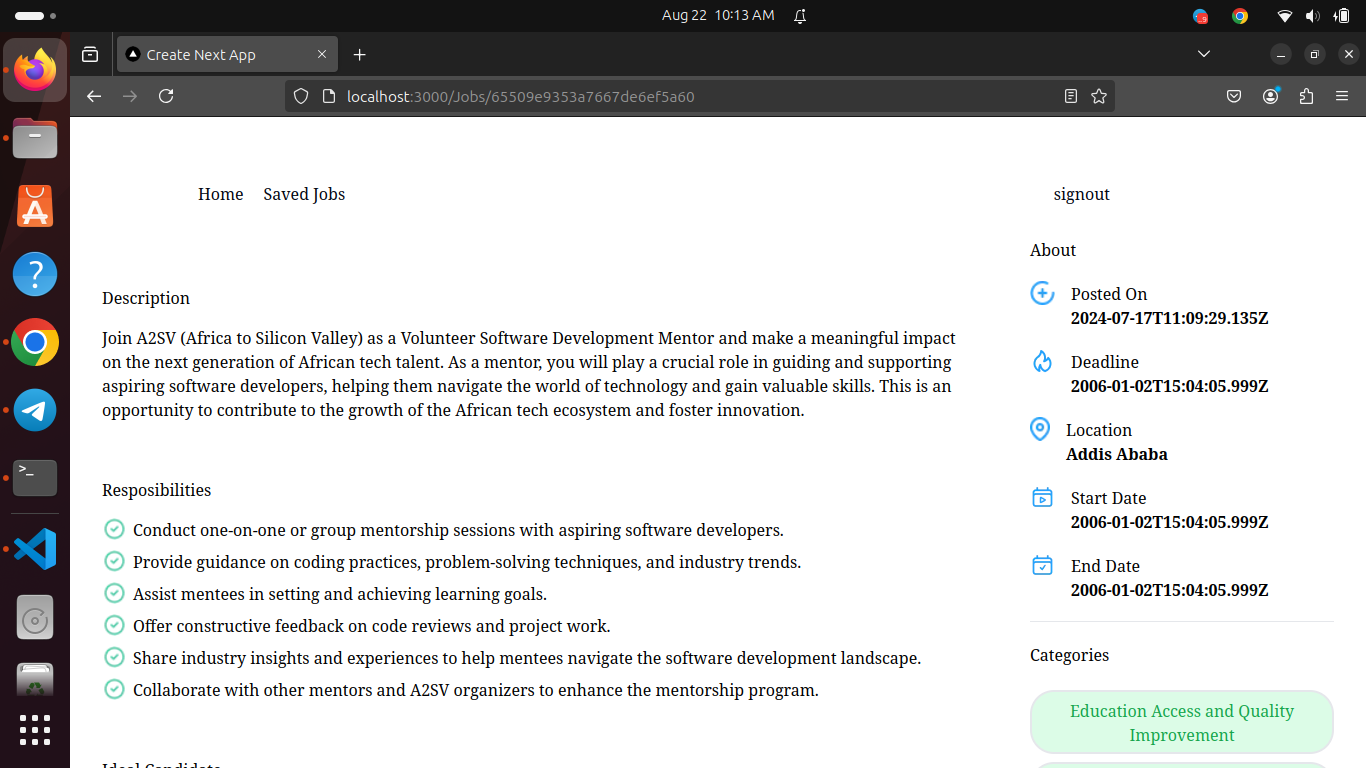 Aug 22 10:13 AM
Create Next App
localhost:3000/Jobs/65509e9353a7667de6ef5a60
Home Saved Jobs signout
Description
Join A2SV (Africa to Silicon Valley) as a Volunteer Software Development Mentor and make a meaningful impact
on the next generation of African tech talent. As a mentor, you will play a crucial role in guiding and supporting
aspiring software developers, helping them navigate the world of technology and gain valuable skills. This is an
opportunity to contribute to the growth of the African tech ecosystem and foster innovation.
Resposibilities
Conduct one-on-one or group mentorship sessions with aspiring software developers.
Provide guidance on coding practices, problem-solving techniques, and industry trends.
Assist mentees in setting and achieving learning goals.
Offer constructive feedback on code reviews and project work.
Share industry insights and experiences to help mentees navigate the software development landscape.
Collaborate with other mentors and A2SV organizers to enhance the mentorship program.
Ideal Candidate
About
Posted On
2024-07-17T11:09:29.135Z
Deadline
2006-01-02T15:04:05.999Z
Location
Addis Ababa
Start Date
2006-01-02T15:04:05.999Z
End Date
2006-01-02T15:04:05.999Z
Categories
Education Access and Quality
Improvement